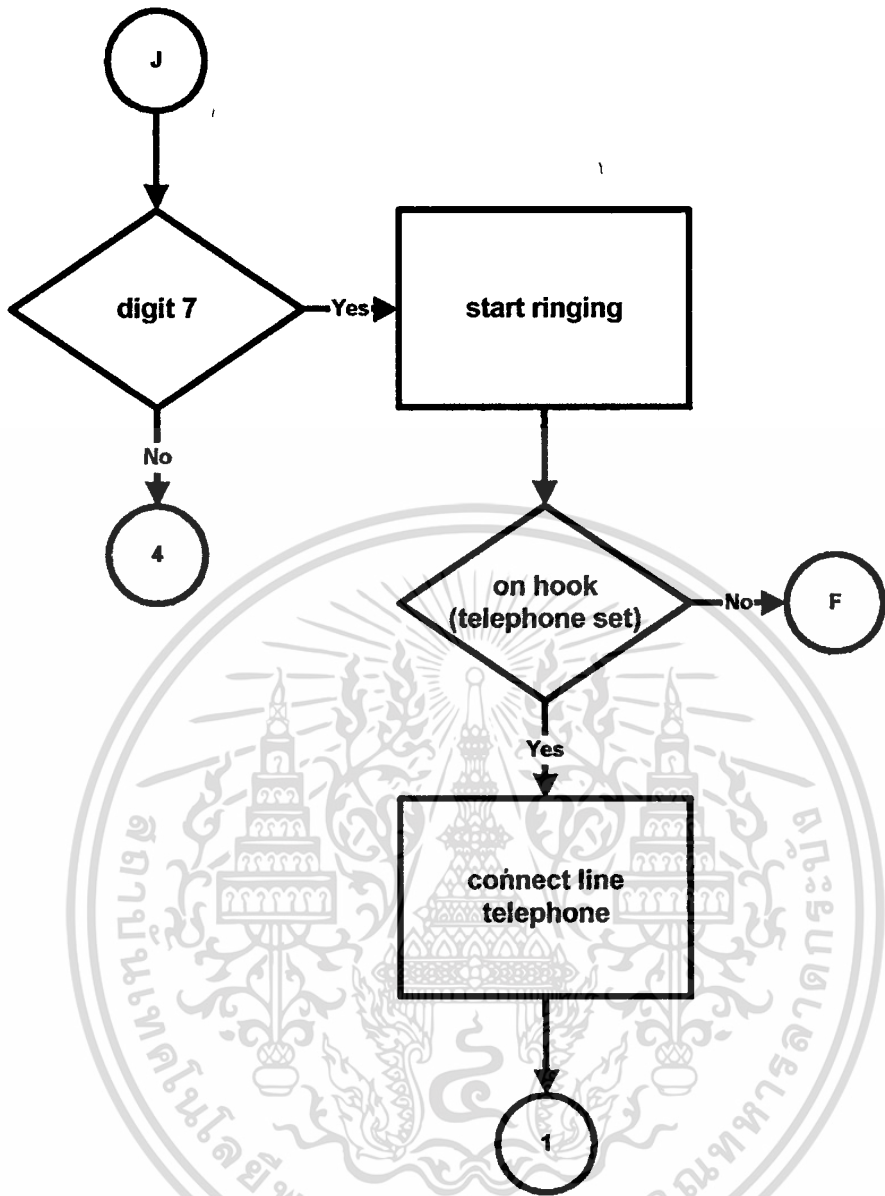 J
digit 7
Yes
start ringing
No
4
on hook
(telephone set)
No
F
Yes
connect line
telephone
1